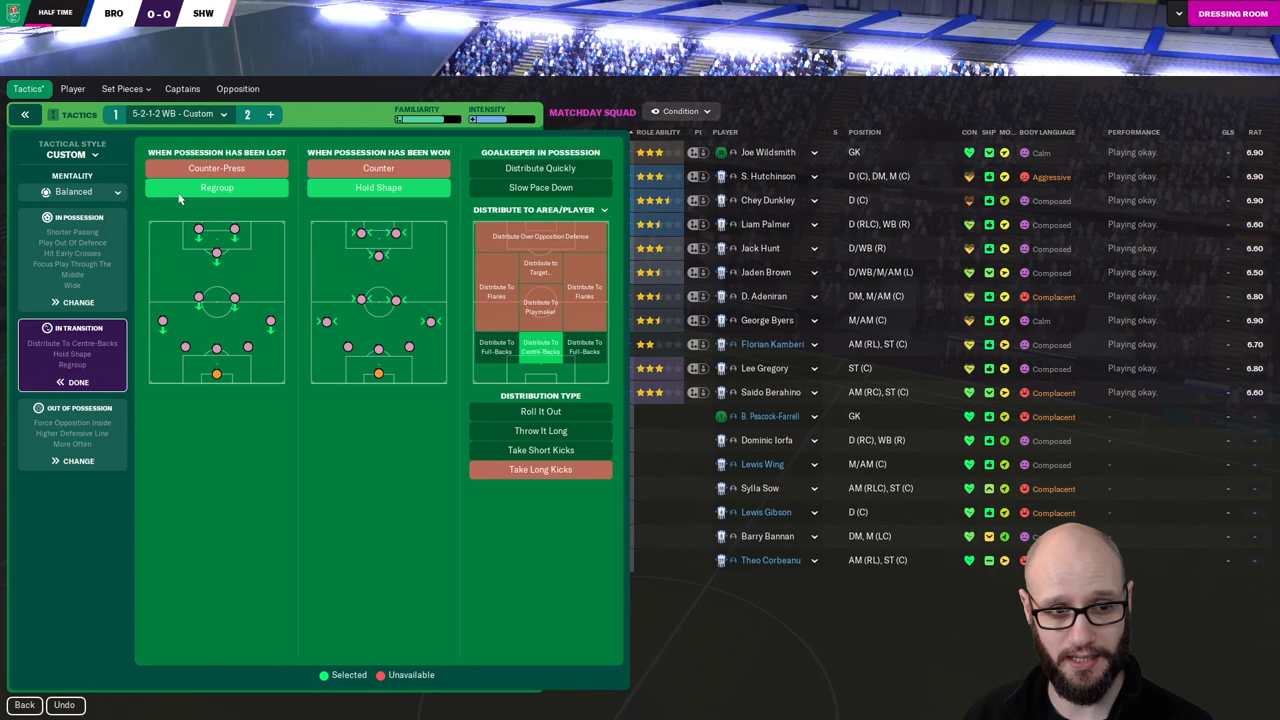 HALF TIME BRO 0 - 0 SHW DRESSING ROOM
Tactics* Player Set Pieces Captains Opposition
« TACTICS 1 5-2-1-2 WB - Custom 2 + FAMILIARITY INTENSITY
TACTICAL STYLE
CUSTOM
MENTALITY
Balanced
IN POSSESSION
Shorter Passing
Play Out Of Defence
Hit Early Crosses
Focus Play Through The
Middle
Wide
CHANGE
IN TRANSITION
Distribute To Centre-Backs
Hold Shape
Regroup
DONE
OUT OF POSSESSION
Force Opposition Inside
Higher Defensive Line
More Often
CHANGE
WHEN POSSESSION HAS BEEN LOST
Counter-Press
Regroup
WHEN POSSESSION HAS BEEN WON
Counter
Hold Shape
GOALKEEPER IN POSSESSION
Distribute Quickly
Slow Pace Down
DISTRIBUTE TO AREA/PLAYER
Distribute Over Opposition Defence
Distribute to
Target...
Distribute To
Flanks
Distribute To
Playmaker
Distribute To
Flanks
Distribute To
Full-Backs
Distribute To
Centre-Backs
Distribute To
Full-Backs
DISTRIBUTION TYPE
Roll It Out
Throw It Long
Take Short Kicks
Take Long Kicks
Selected Unavailable
Back Undo
MATCHDAY SQUAD Condition
ROLE ABILITY PI PLAYER S POSITION CON SHP MO... BODY LANGUAGE PERFORMANCE GLS RAT
Joe Wildsmith GK Calm Playing okay. - 6.90
S. Hutchinson D (C), DM, M (C) Aggressive Playing okay. - 6.90
Chey Dunkley D (C) Composed Playing okay. - 6.90
Liam Palmer D (RLC), WB (R) Composed Playing okay. - 6.60
Jack Hunt D/WB (R) Composed Playing okay. - 6.60
Jaden Brown D/WB/M/AM (L) Composed Playing okay. - 6.50
D. Adeniran DM, M/AM (C) Complacent Playing okay. - 6.80
George Byers M/AM (C) Calm Playing okay. - 6.90
Florian Kamberi AM (RL), ST (C) Composed Playing okay. - 6.70
Lee Gregory ST (C) Composed Playing okay. - 6.80
Saido Berahino AM (RC), ST (C) Complacent Playing okay. - 6.60
B. Peacock-Farrell GK Complacent - - -
Dominic Iorfa D (RC), WB (R) Composed - - -
Lewis Wing M/AM (C) Composed - - -
Sylla Sow AM (RLC), ST (C) Complacent - - -
Lewis Gibson D (C) Complacent - - -
Barry Bannan DM, M (LC) - -
Theo Corbeanu AM (RL), ST (C) - -